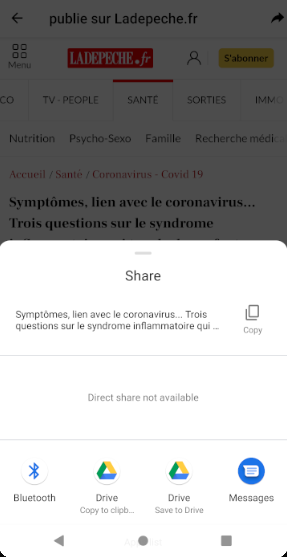 publie sur Ladepeche.fr
Menu
LADEPECHE.fr
S'abonner
CO
TV - PEOPLE
SANTÉ
SORTIES
IMM
Nutrition Psycho-Sexo Famille Recherche médic
Accueil / Santé / Coronavirus - Covid 19
Symptômes, lien avec le coronavirus...
Trois questions sur le syndrome
Share
Symptômes, lien avec le coronavirus... Trois
questions sur le syndrome inflammatoire qui ...
Copy
Direct share not available
Bluetooth
Drive
Copy to clipb...
Drive
Save to Drive
Messages